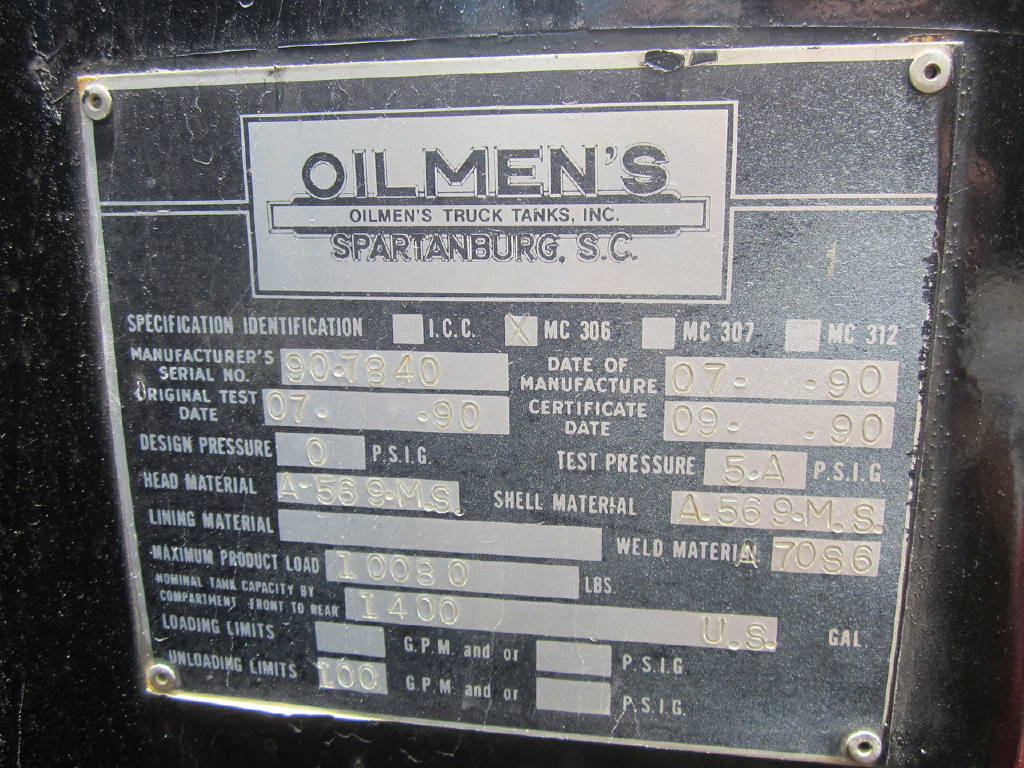 OILMEN'S
OILMEN'S TRUCK TANKS, INC.
SPARTANBURG, S.C.
SPECIFICATION IDENTIFICATION I.C.C. X MC 306 MC 307 MC 312
MANUFACTURER'S SERIAL NO. 90-7840 DATE OF MANUFACTURE 07- -90
ORIGINAL TEST DATE 07- -90 CERTIFICATE DATE 09- -90
DESIGN PRESSURE 0 P.S.I.G. TEST PRESSURE 5-A P.S.I.G.
HEAD MATERIAL A-569-M.S. SHELL MATERIAL A-569-M.S.
LINING MATERIAL WELD MATERIAL A 70S6
MAXIMUM PRODUCT LOAD 10080 LBS.
NOMINAL TANK CAPACITY BY COMPARTMENT FRONT TO REAR 1400 U.S. GAL
LOADING LIMITS G.P.M. and or P.S.I.G.
UNLOADING LIMITS 100 G.P.M. and or P.S.I.G.